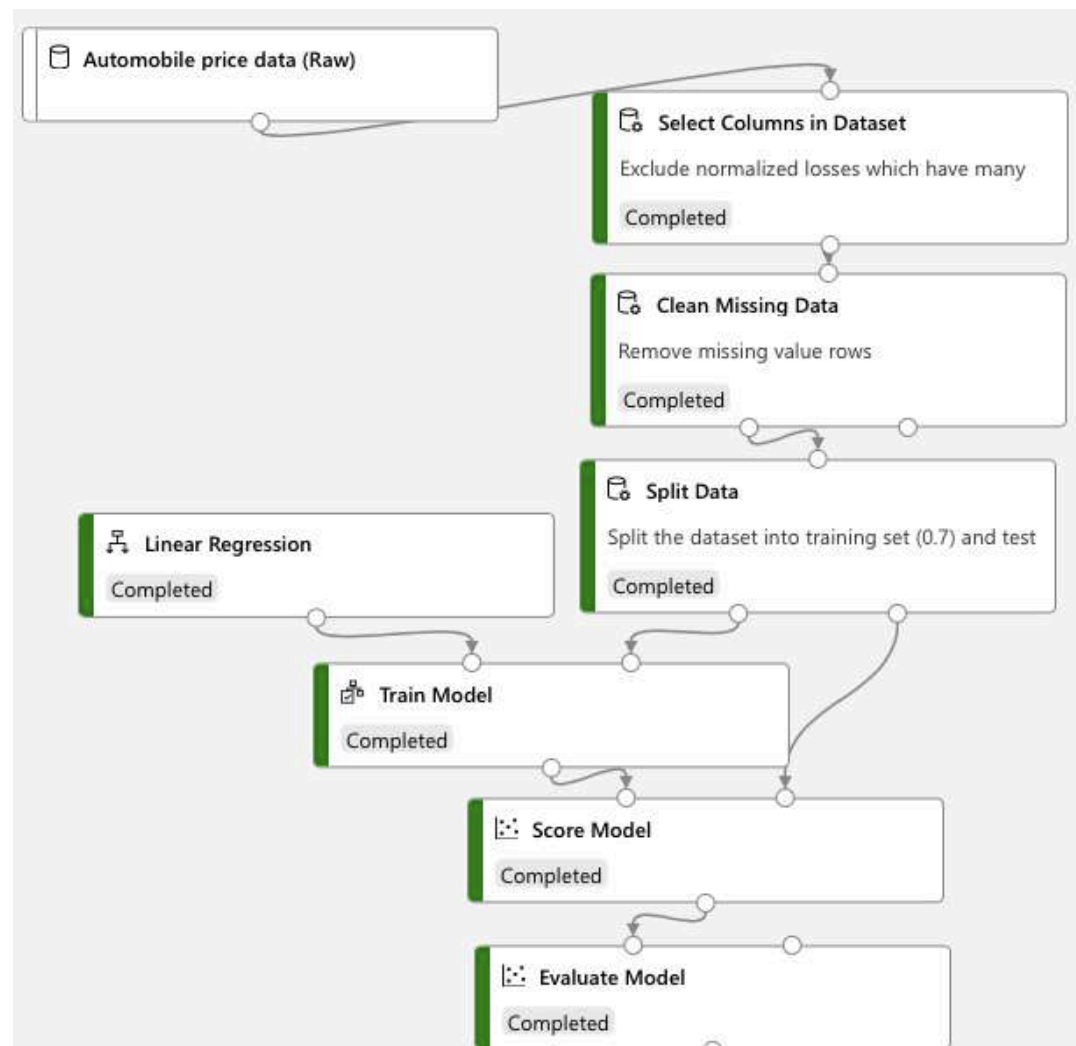 Automobile price data (Raw)
Select Columns in Dataset
Exclude normalized losses which have many
Completed
Clean Missing Data
Remove missing value rows
Completed
Split Data
Split the dataset into training set (0.7) and test
Completed
Linear Regression
Completed
Train Model
Completed
Score Model
Completed
Evaluate Model
Completed